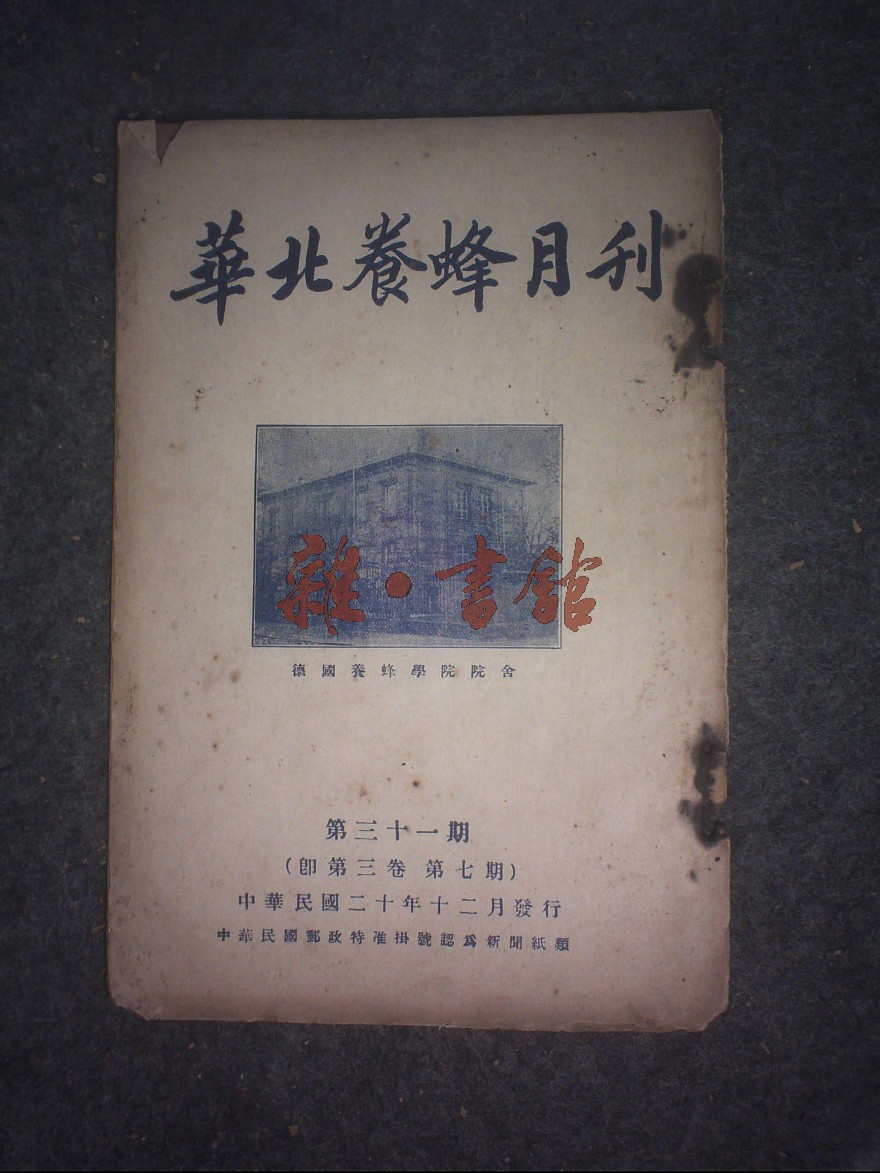 華北養蜂月刊
雜·書館
德國養蜂學院院舍
第三十一期
(卽第三卷 第七期)
中華民國二十年十二月發行
中華民國郵政特准掛號認爲新聞紙類